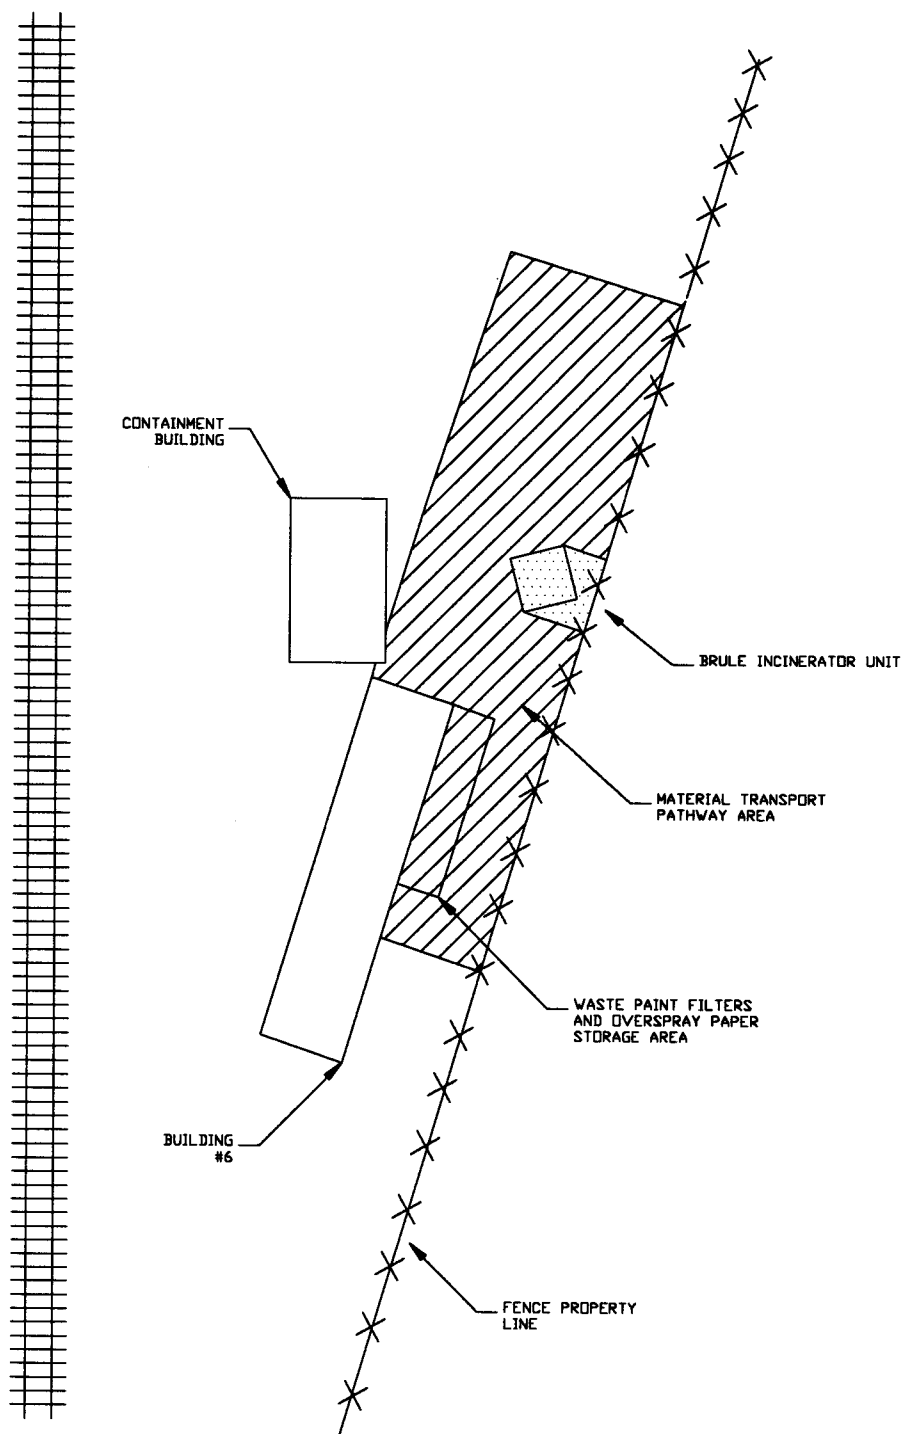 CONTAINMENT
BUILDING
BRULE INCINERATOR UNIT
MATERIAL TRANSPORT
PATHWAY AREA
WASTE PAINT FILTERS
AND OVERSPRAY PAPER
STORAGE AREA
BUILDING
#6
FENCE PROPERTY
LINE